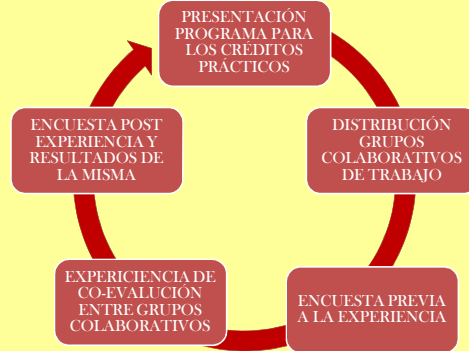 PRESENTACIÓN
PROGRAMA PARA
LOS CRÉDITOS
PRÁCTICOS
DISTRIBUCIÓN
GRUPOS
COLABORATIVOS
DE TRABAJO
ENCUESTA PREVIA
A LA EXPERIENCIA
EXPERICIENCIA DE
CO-EVALUCIÓN
ENTRE GRUPOS
COLABORATIVOS
ENCUESTA POST
EXPERIENCIA Y
RESULTADOS DE
LA MISMA